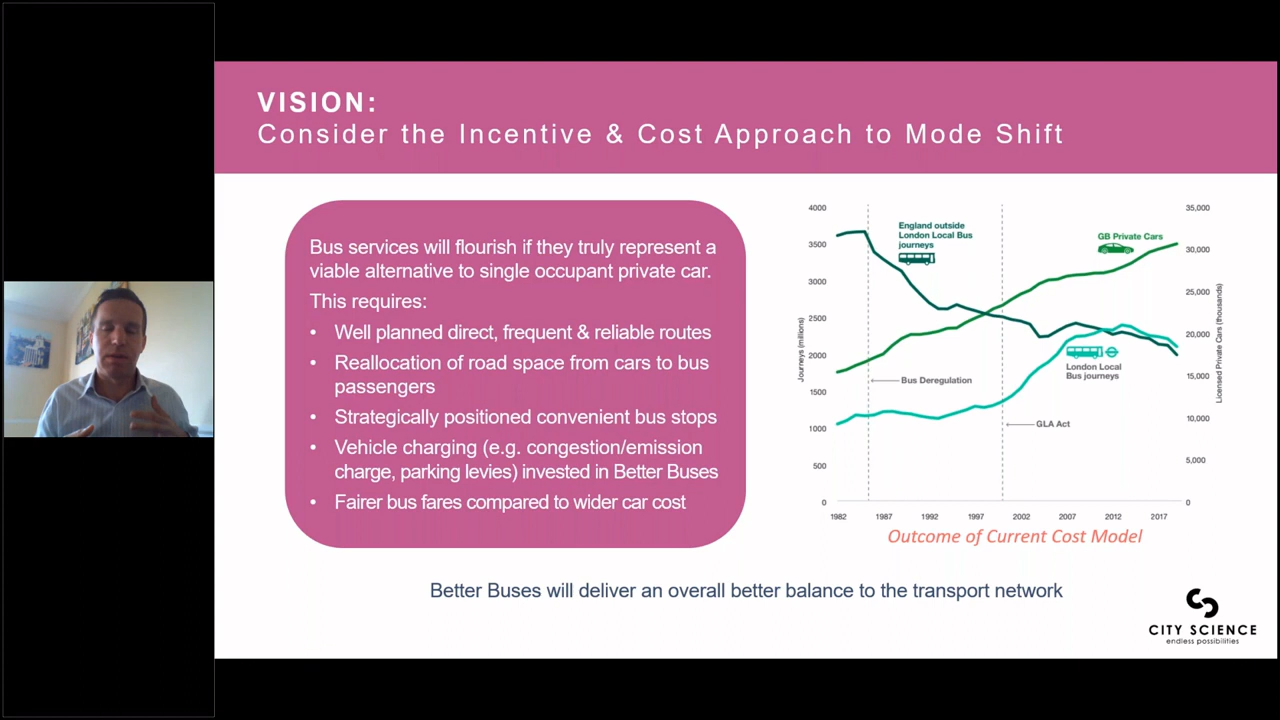 VISION:
Consider the Incentive & Cost Approach to Mode Shift
Bus services will flourish if they truly represent a
viable alternative to single occupant private car.
This requires:
• Well planned direct, frequent & reliable routes
• Reallocation of road space from cars to bus
passengers
• Strategically positioned convenient bus stops
• Vehicle charging (e.g. congestion/emission
charge, parking levies) invested in Better Buses
• Fairer bus fares compared to wider car cost
4000
3500
3000
2500
2000
1500
1000
500
0
Journeys (millions)
England outside
London Local Bus
journeys
GB Private Cars
London Local
Bus journeys
Bus Deregulation
GLA Act
35,000
30,000
25,000
20,000
15,000
10,000
5,000
0
Licensed Private Cars (thousands)
1982 1987 1992 1997 2002 2007 2012 2017
Outcome of Current Cost Model
Better Buses will deliver an overall better balance to the transport network
CITY SCIENCE
endless possibilities